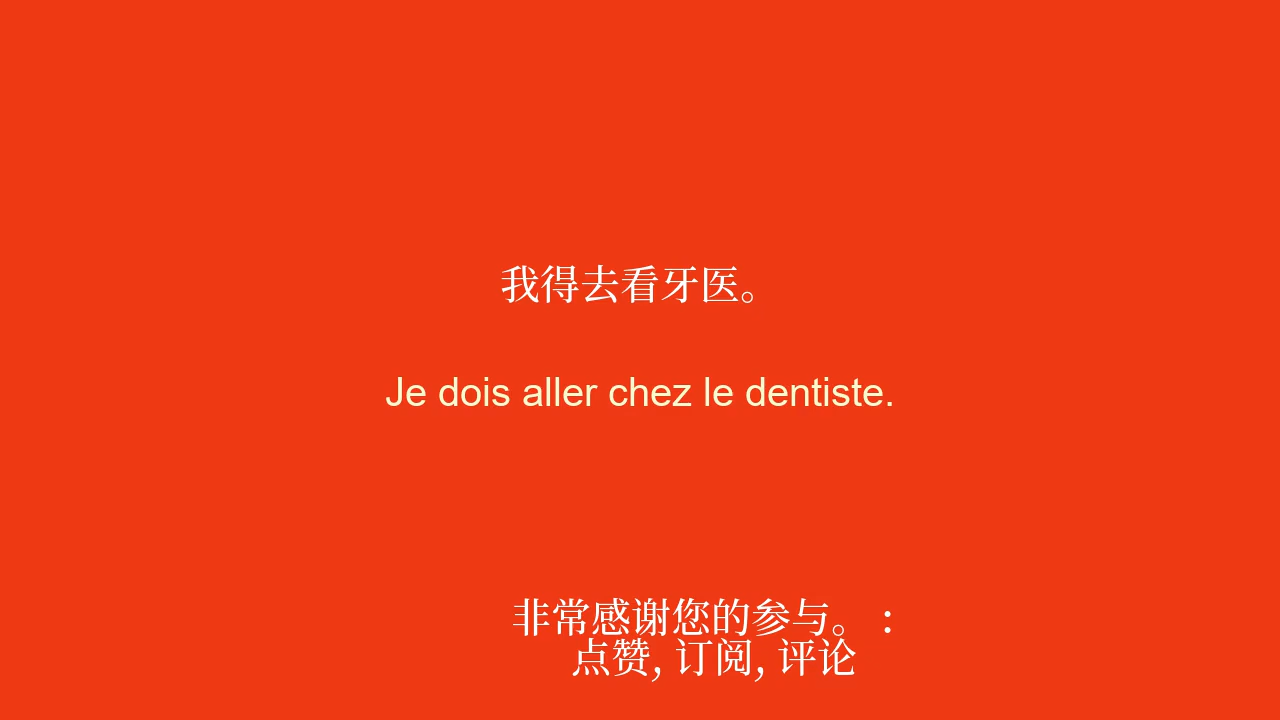 我得去看牙医。
Je dois aller chez le dentiste.
非常感谢您的参与。 :
点赞, 订阅, 评论